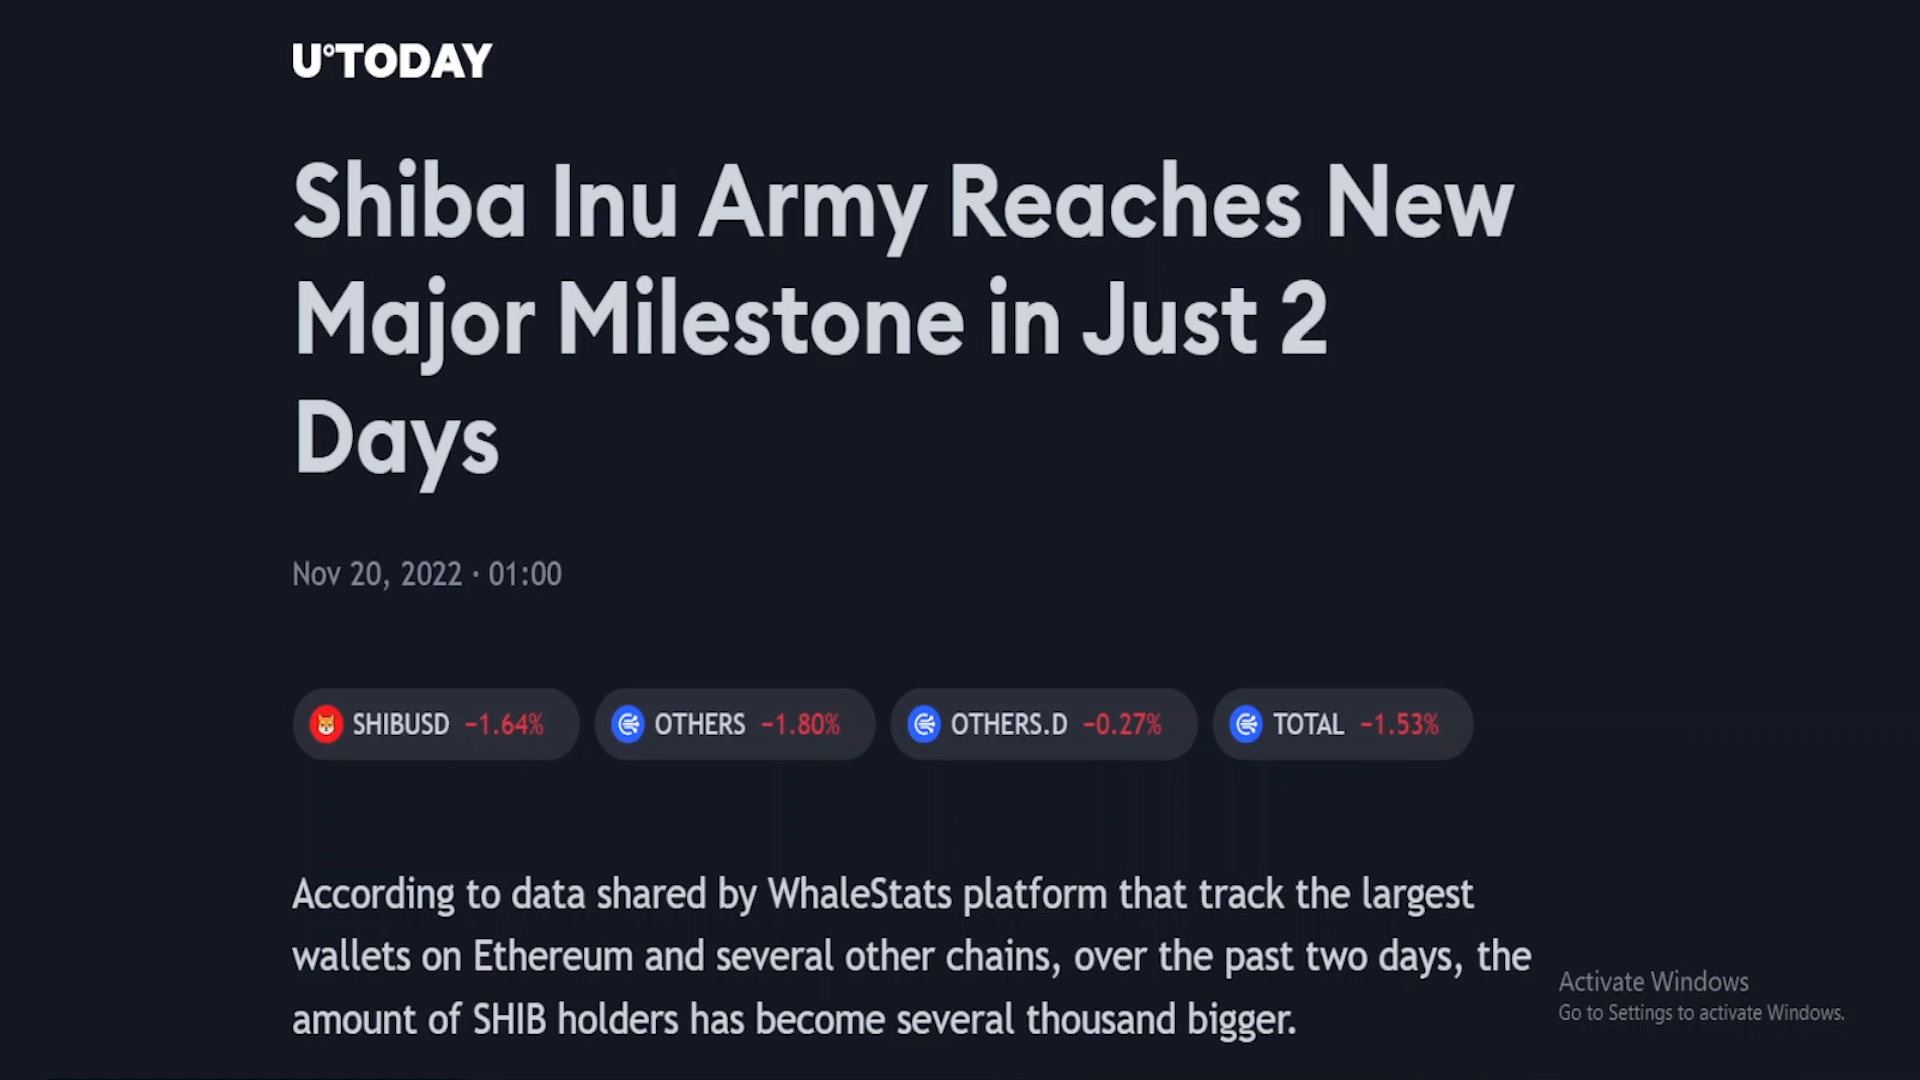 U°TODAY
Shiba Inu Army Reaches New
Major Milestone in Just 2
Days
Nov 20, 2022 · 01:00
SHIBUSD −1.64% OTHERS −1.80% OTHERS.D −0.27% TOTAL −1.53%
According to data shared by WhaleStats platform that track the largest
wallets on Ethereum and several other chains, over the past two days, the
amount of SHIB holders has become several thousand bigger.
Activate Windows
Go to Settings to activate Windows.